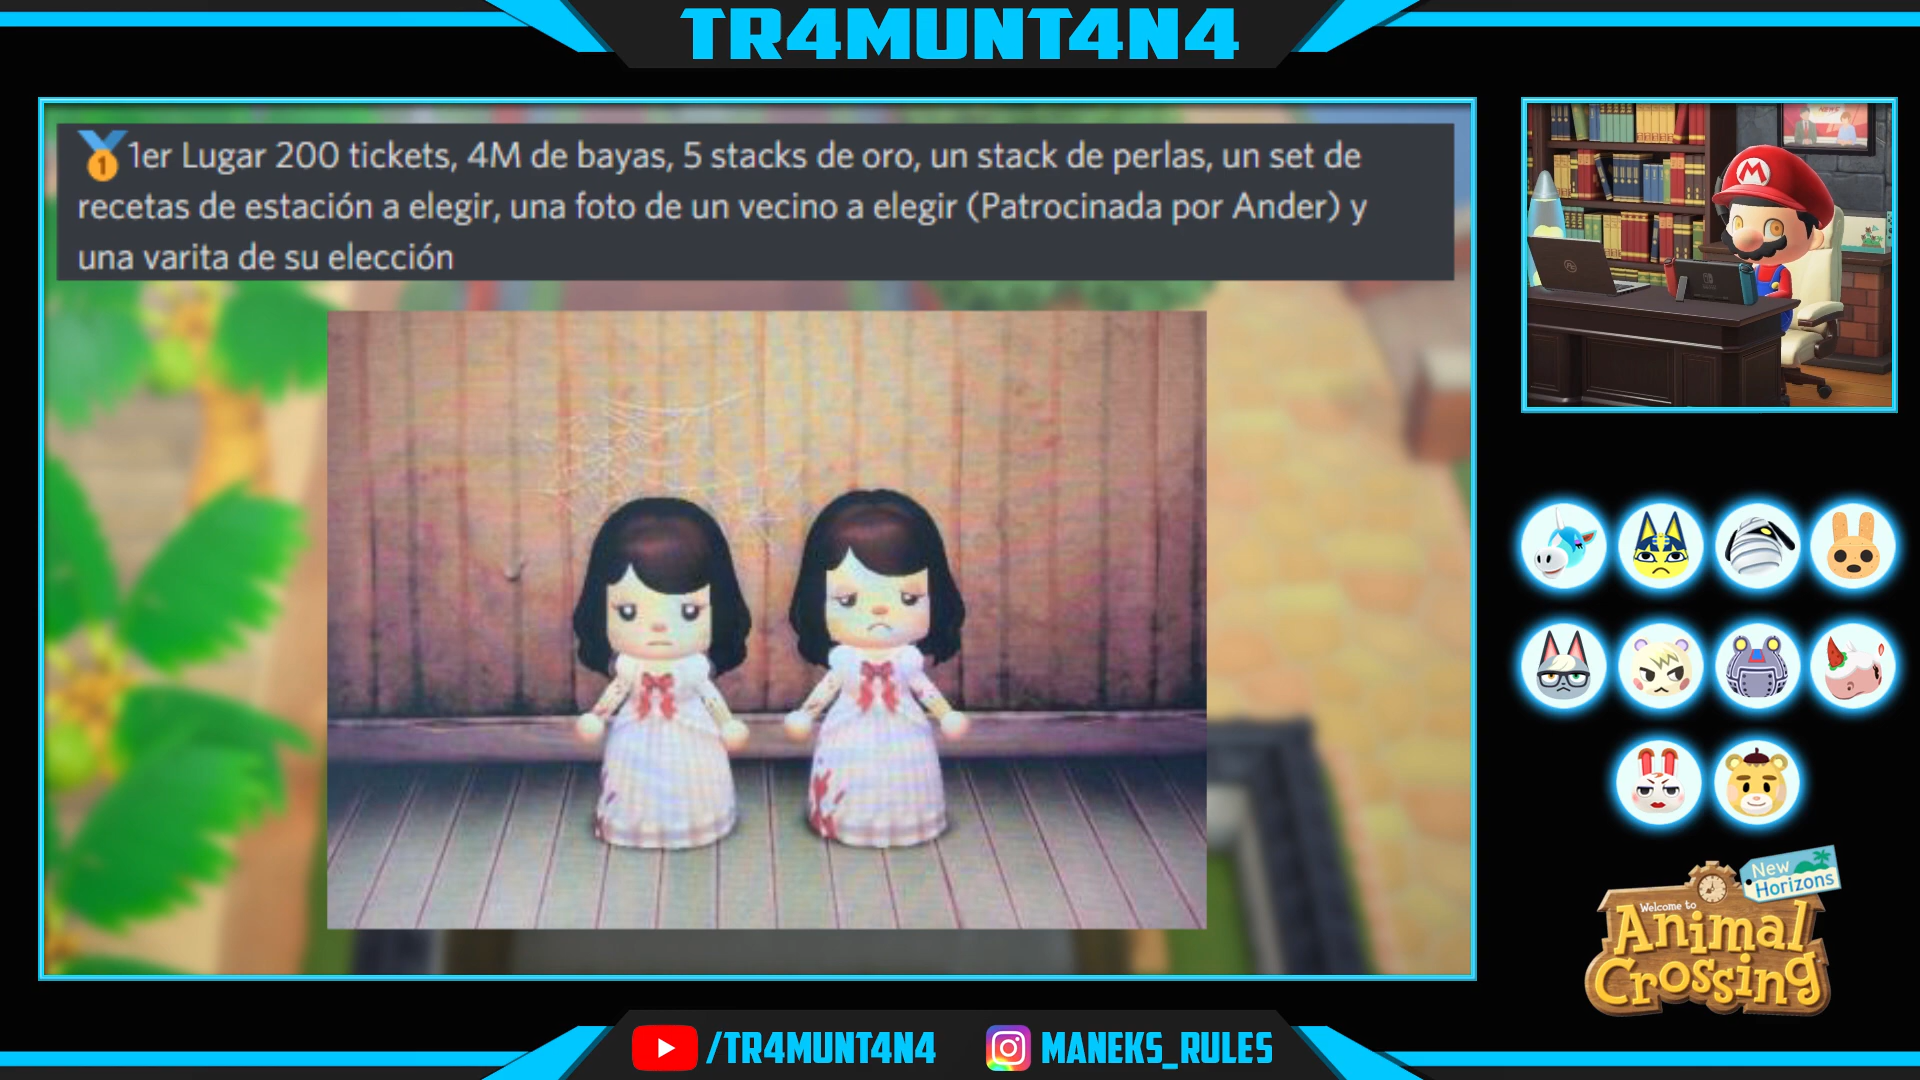 TR4MUNT4N4
1er Lugar 200 tickets, 4M de bayas, 5 stacks de oro, un stack de perlas, un set de
recetas de estación a elegir, una foto de un vecino a elegir (Patrocinada por Ander) y
una varita de su elección
New
Horizons
Welcome to
Animal
Crossing
/TR4MUNT4N4
MANEKS_RULES